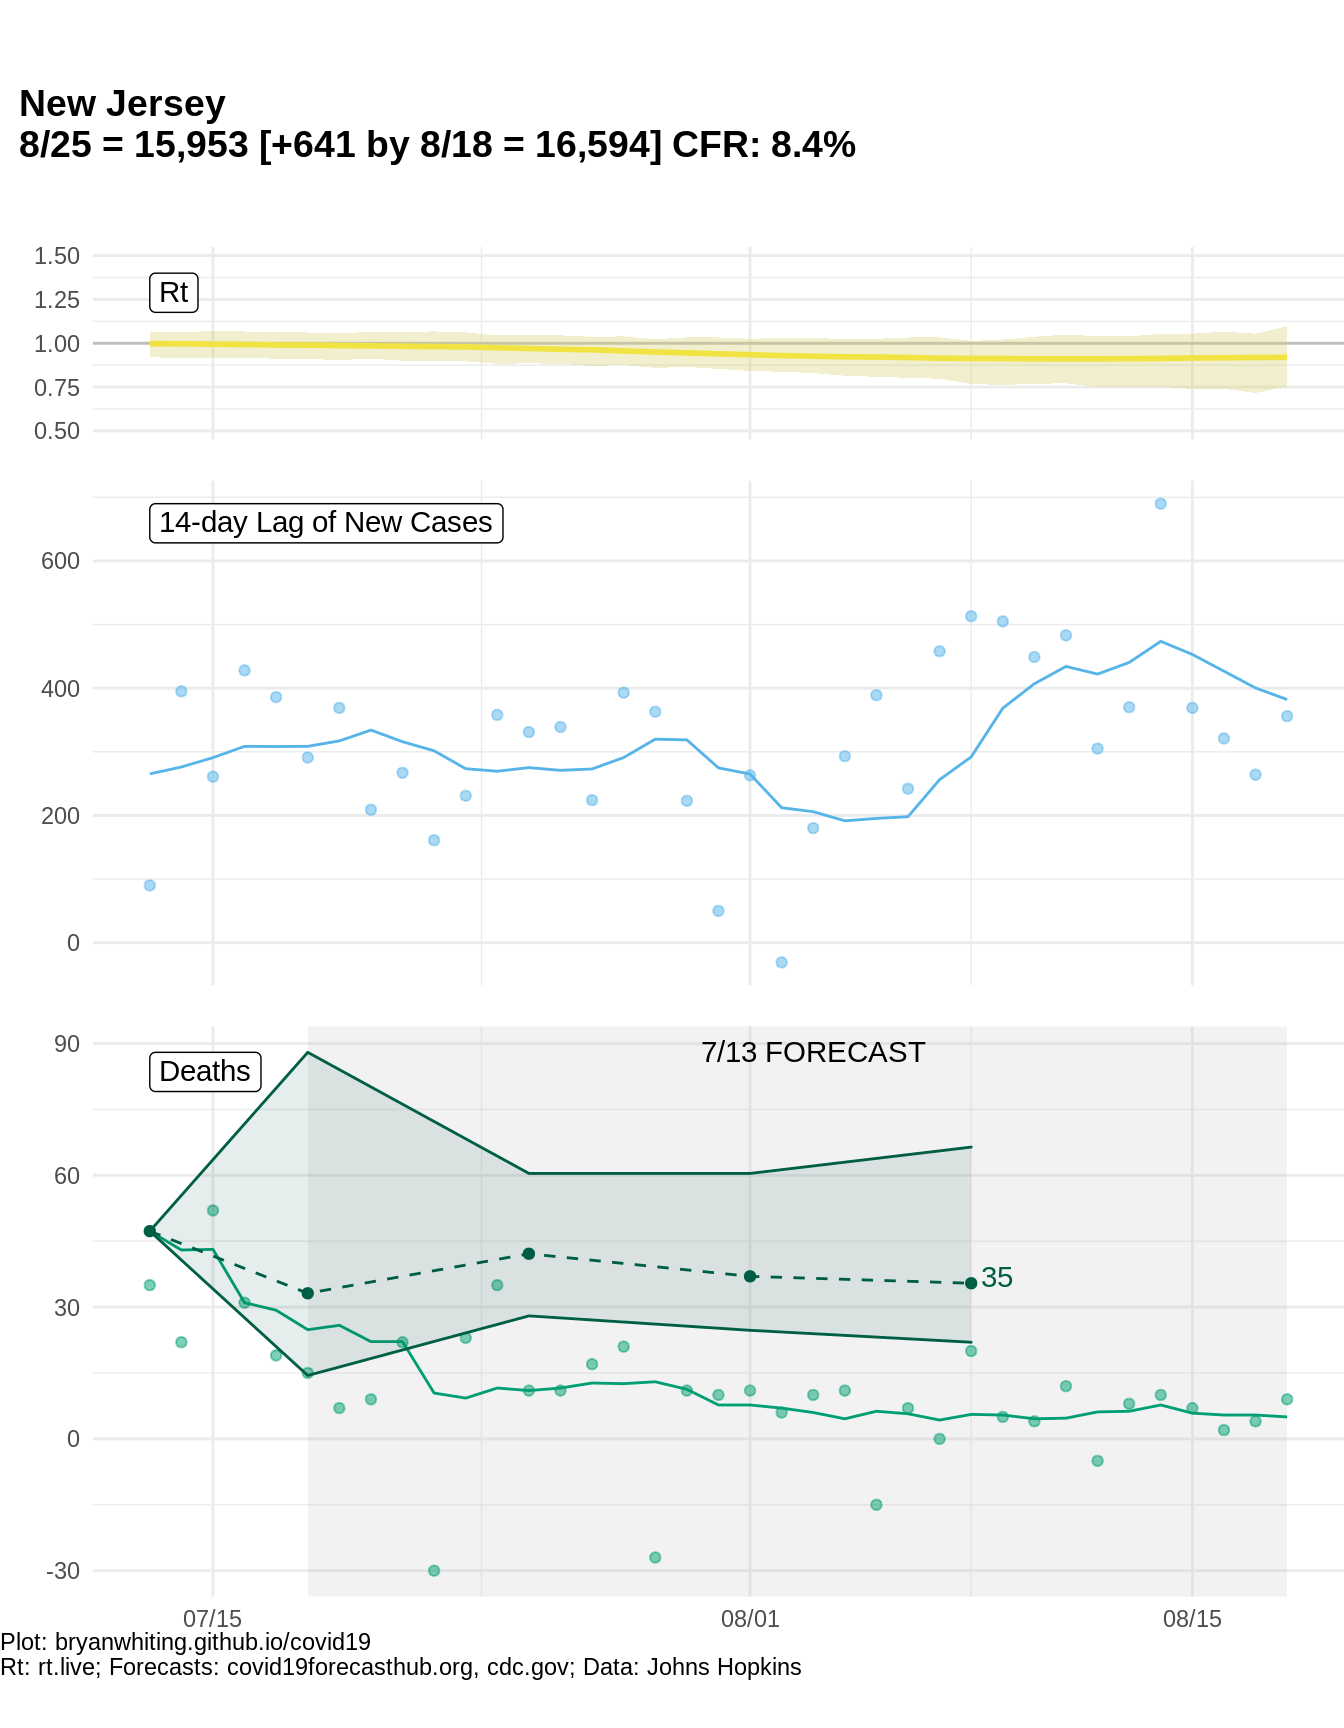 New Jersey
8/25 = 15,953 [+641 by 8/18 = 16,594] CFR: 8.4%
1.50
Rt
1.25
1.00
0.75
0.50
14-day Lag of New Cases
600
400
200
0
90
7/13 FORECAST
Deaths
60
35
30
0
-30
07/15
08/01
08/15
Plot: bryanwhiting.github.io/covid19
Rt: rt.live; Forecasts: covid19forecasthub.org, cdc.gov; Data: Johns Hopkins